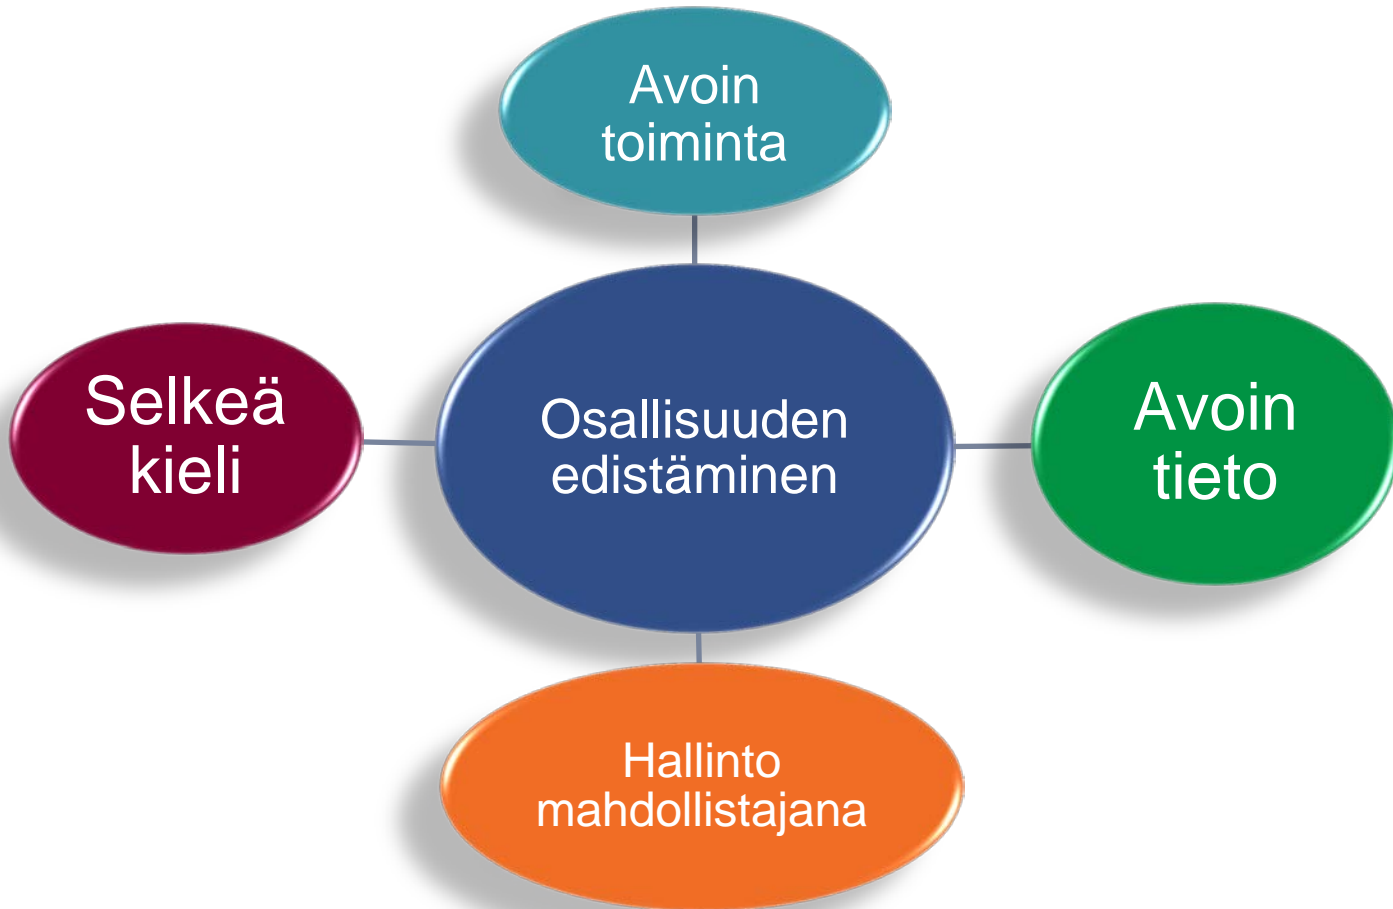 Avoin
toiminta
Selkeä
kieli
Osallisuuden
edistäminen
Avoin
tieto
Hallinto
mahdollistajana